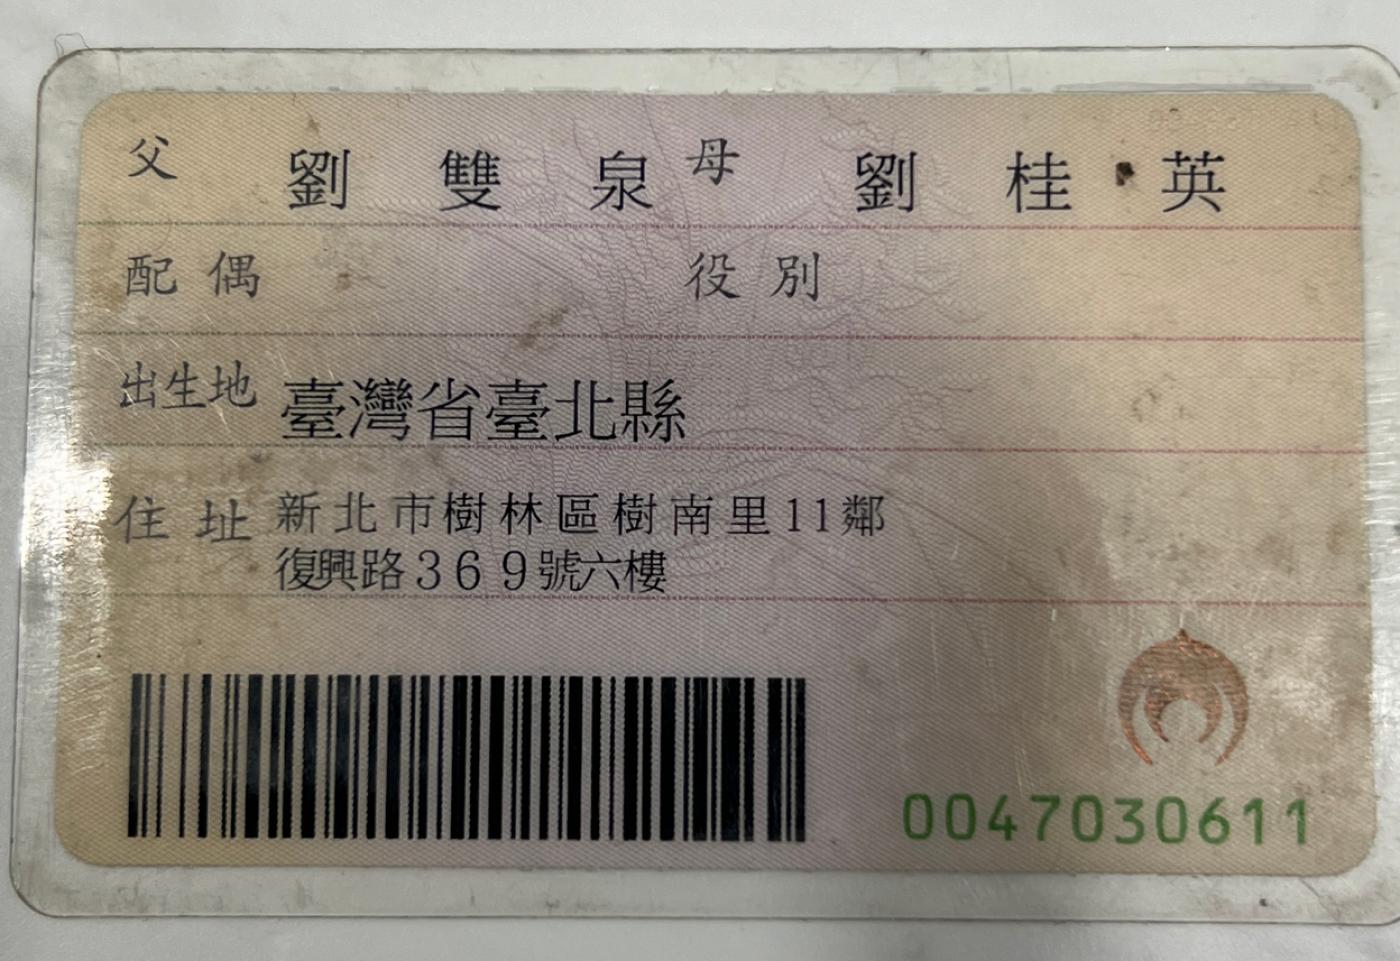 父 劉雙泉 母 劉桂英
配偶 役別
出生地 臺灣省臺北縣
住址 新北市樹林區樹南里11鄰
復興路369號六樓
0047030611